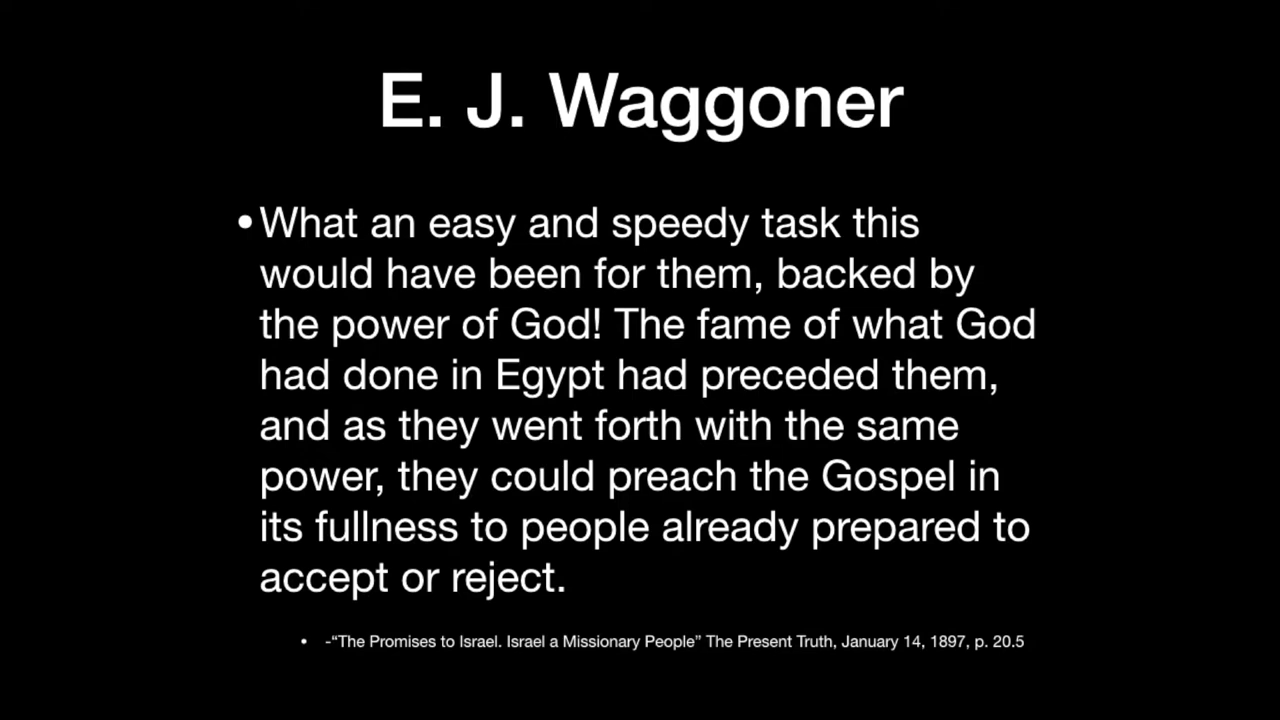 E. J. Waggoner
•What an easy and speedy task this
would have been for them, backed by
the power of God! The fame of what God
had done in Egypt had preceded them,
and as they went forth with the same
power, they could preach the Gospel in
its fullness to people already prepared to
accept or reject.
• -“The Promises to Israel. Israel a Missionary People” The Present Truth, January 14, 1897, p. 20.5